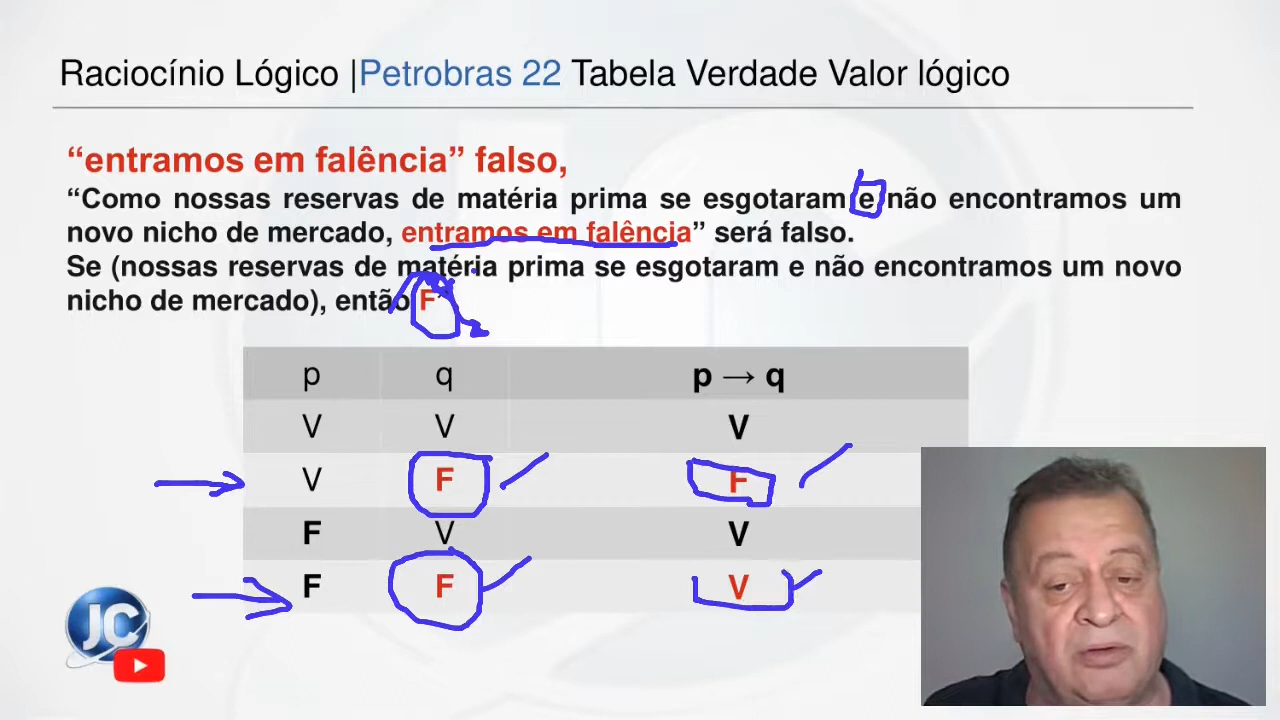 Raciocínio Lógico |Petrobras 22 Tabela Verdade Valor lógico
“entramos em falência” falso,
“Como nossas reservas de matéria prima se esgotaram e não encontramos um
novo nicho de mercado, entramos em falência” será falso.
Se (nossas reservas de matéria prima se esgotaram e não encontramos um novo
nicho de mercado), então F”
p q p → q
V V V
V F F
F V V
F F V
JC